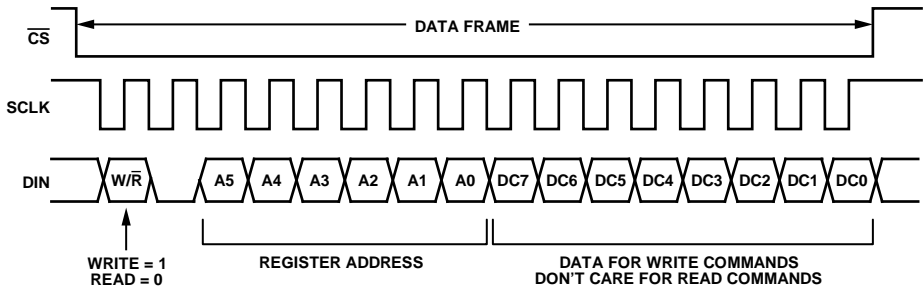 DATA FRAME
C̅S̅
SCLK
DIN W/R̅ A5 A4 A3 A2 A1 A0 DC7 DC6 DC5 DC4 DC3 DC2 DC1 DC0
WRITE = 1
READ = 0
REGISTER ADDRESS
DATA FOR WRITE COMMANDS
DON'T CARE FOR READ COMMANDS